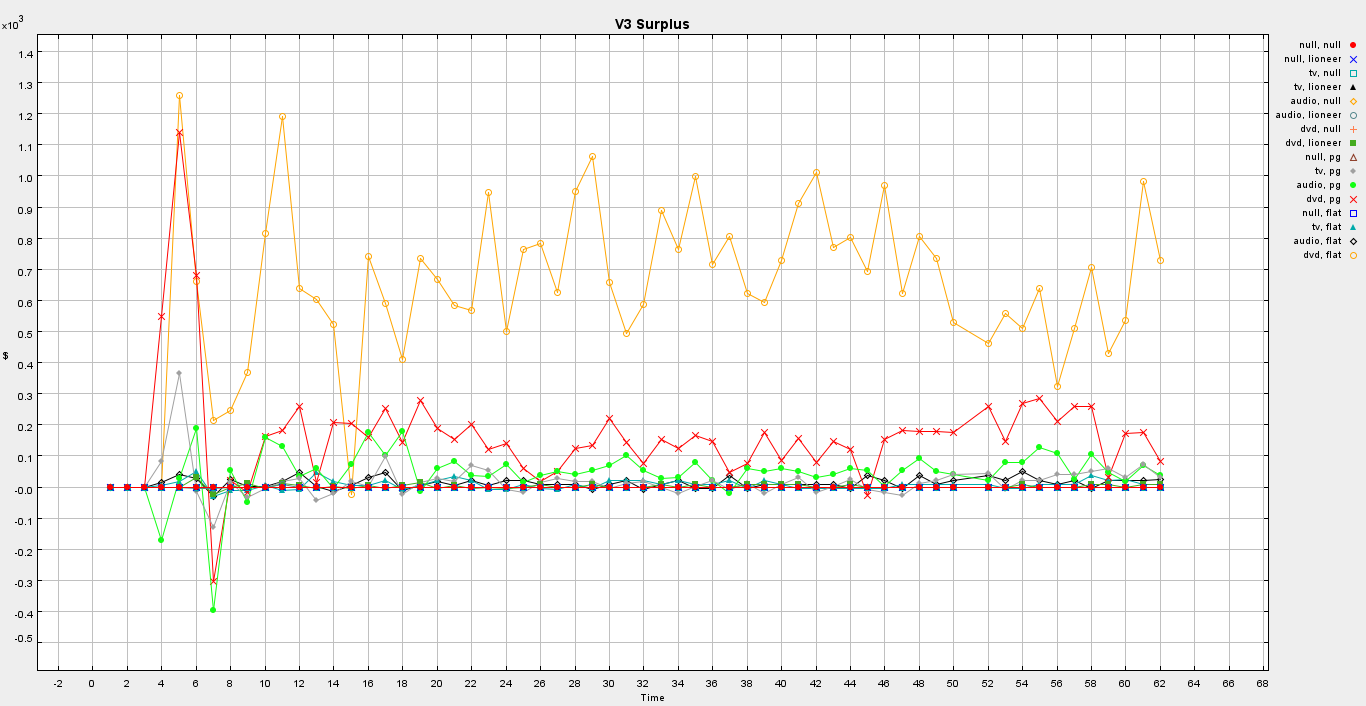 V3 Surplus
×10³
1.4
1.3
1.2
1.1
1.0
0.9
0.8
0.7
0.6
0.5
0.4
0.3
0.2
0.1
-0.0
-0.1
-0.2
-0.3
-0.4
-0.5
$
-2 0 2 4 6 8 10 12 14 16 18 20 22 24 26 28 30 32 34 36 38 40 42 44 46 48 50 52 54 56 58 60 62 64 66 68
Time
null, null
null, lioneer
tv, null
tv, lioneer
audio, null
audio, lioneer
dvd, null
dvd, lioneer
null, pg
tv, pg
audio, pg
dvd, pg
null, flat
tv, flat
audio, flat
dvd, flat